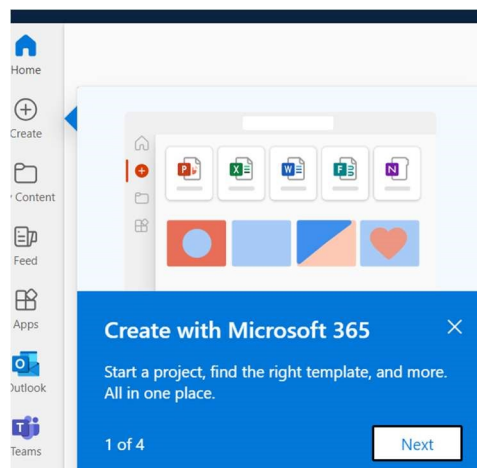 Home
Create
Content
Feed
Apps
Outlook
Teams
P
X
W
F
N
Create with Microsoft 365
Start a project, find the right template, and more.
All in one place.
1 of 4
Next